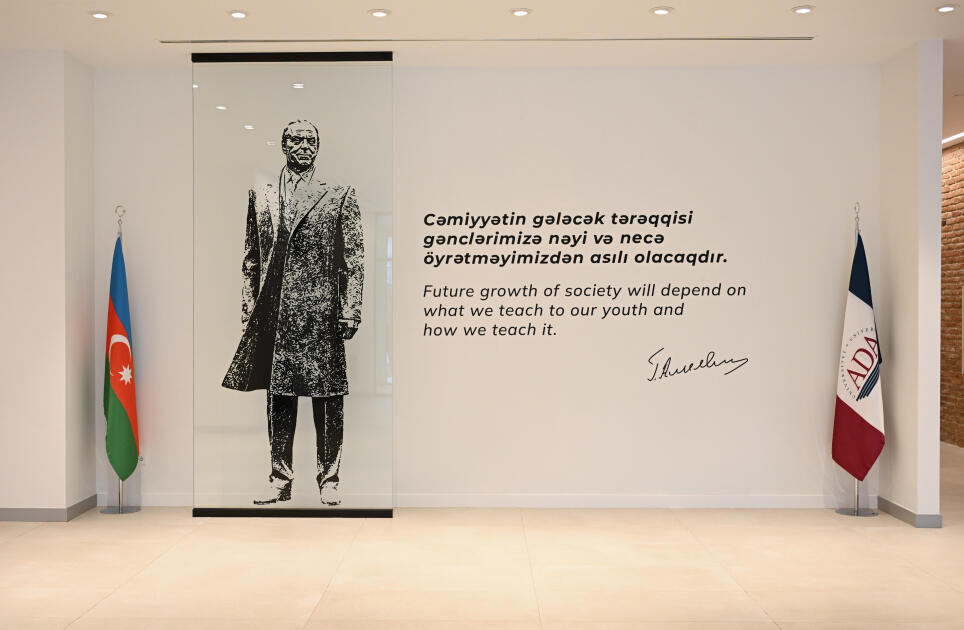 Cəmiyyətin gələcək tərəqqisi
gənclərimizə nəyi və necə
öyrətməyimizdən asılı olacaqdır.
Future growth of society will depend on
what we teach to our youth and
how we teach it.
ADA